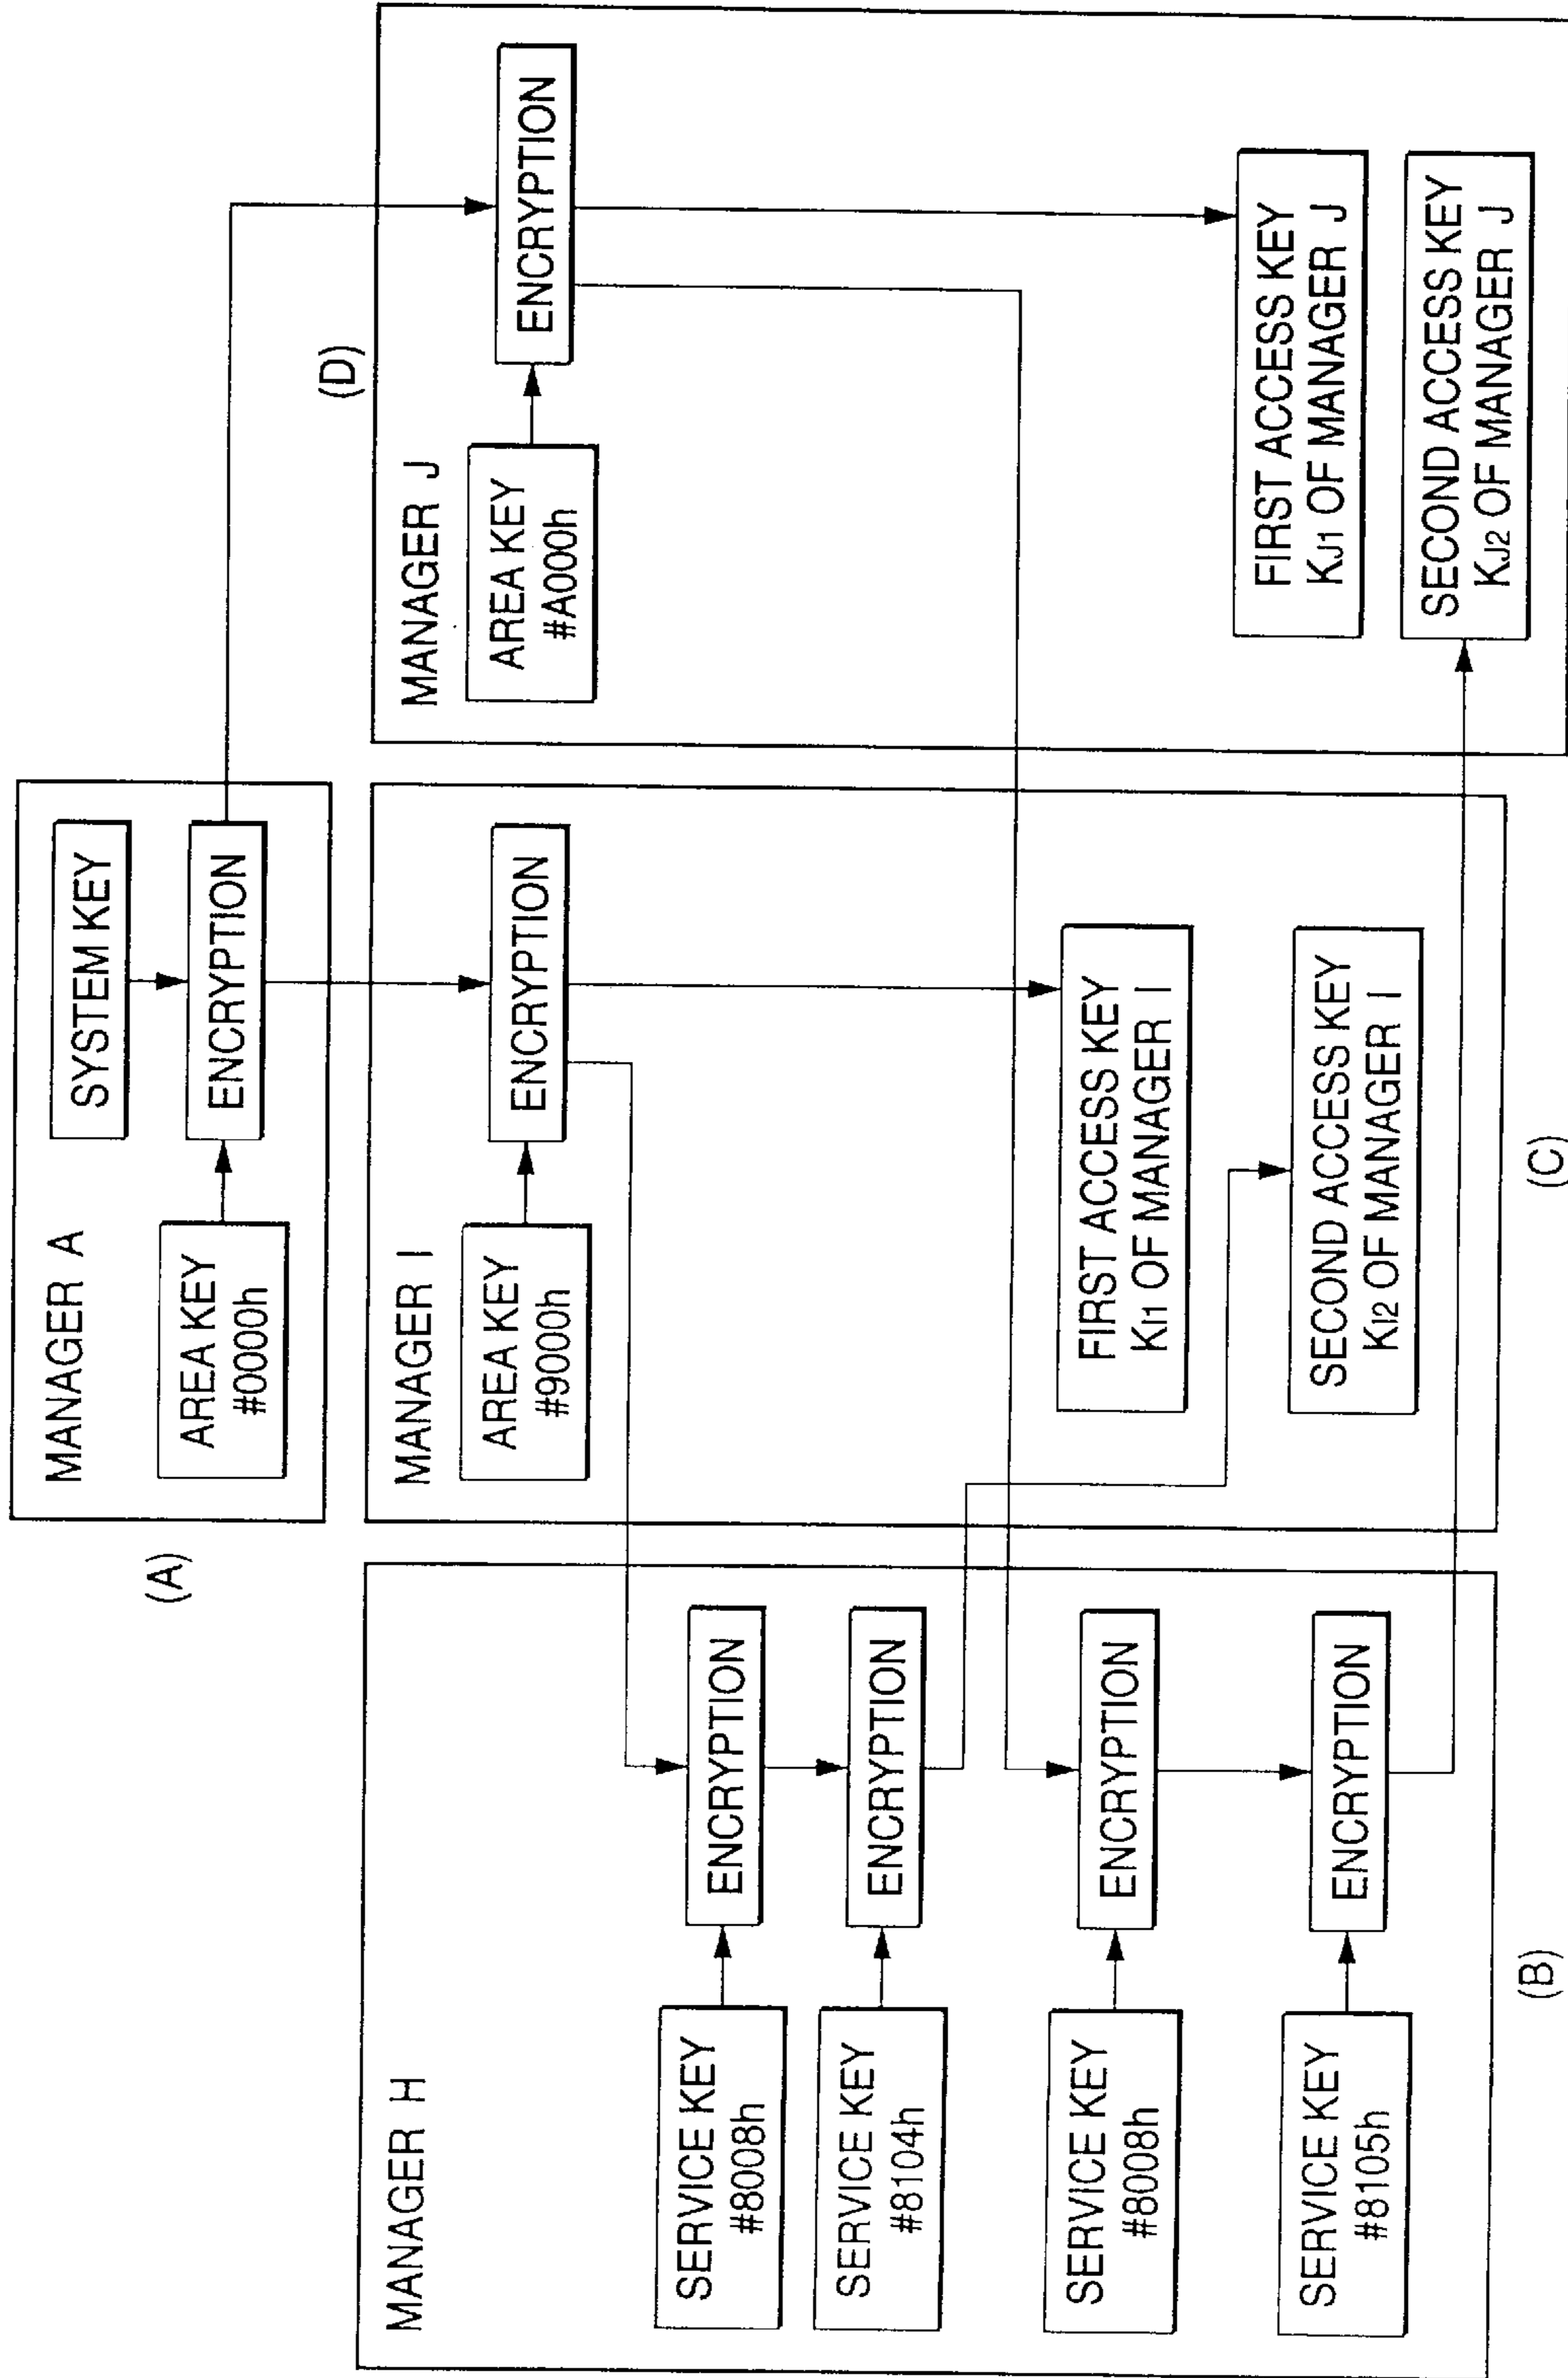 (A)
MANAGER A
SYSTEM KEY
AREA KEY
#0000h
ENCRYPTION
(D)
MANAGER H
SERVICE KEY
#8008h
ENCRYPTION
SERVICE KEY
#8104h
ENCRYPTION
SERVICE KEY
#8008h
ENCRYPTION
SERVICE KEY
#8105h
ENCRYPTION
(B)
MANAGER I
AREA KEY
#9000h
ENCRYPTION
FIRST ACCESS KEY
KI1 OF MANAGER I
SECOND ACCESS KEY
KI2 OF MANAGER I
(C)
MANAGER J
AREA KEY
#A000h
ENCRYPTION
FIRST ACCESS KEY
KJ1 OF MANAGER J
SECOND ACCESS KEY
KJ2 OF MANAGER J